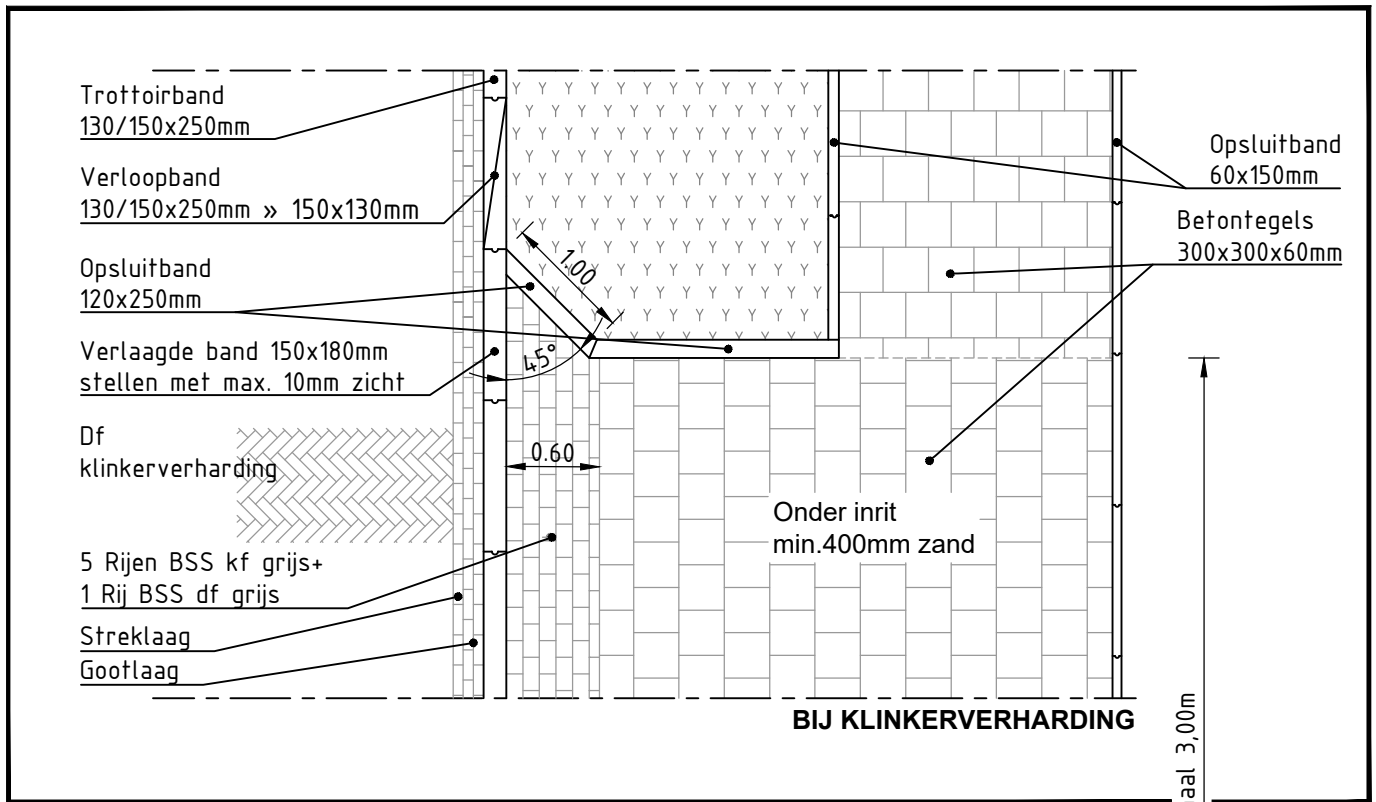 Trottoirband
130/150x250mm
Verloopband
130/150x250mm » 150x130mm
Opsluitband
120x250mm
Verlaagde band 150x180mm
stellen met max. 10mm zicht
Df
klinkerverharding
5 Rijen BSS kf grijs+
1 Rij BSS df grijs
Streklaag
Gootlaag
1.00
45°
0.60
Opsluitband
60x150mm
Betontegels
300x300x60mm
Onder inrit
min.400mm zand
BIJ KLINKERVERHARDING
3,00m